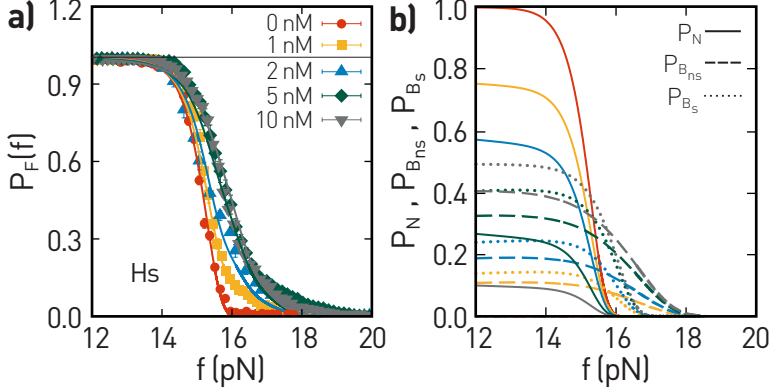 a)
0 nM
1 nM
2 nM
5 nM
10 nM
1.2
0.9
0.6
0.3
0.0
P_F(f)
Hs
12 14 16 18 20
f (pN)
b)
P_N
P_Bns
P_Bs
1.0
0.8
0.6
0.4
0.2
0.0
P_N , P_Bns , P_Bs
12 14 16 18 20
f (pN)